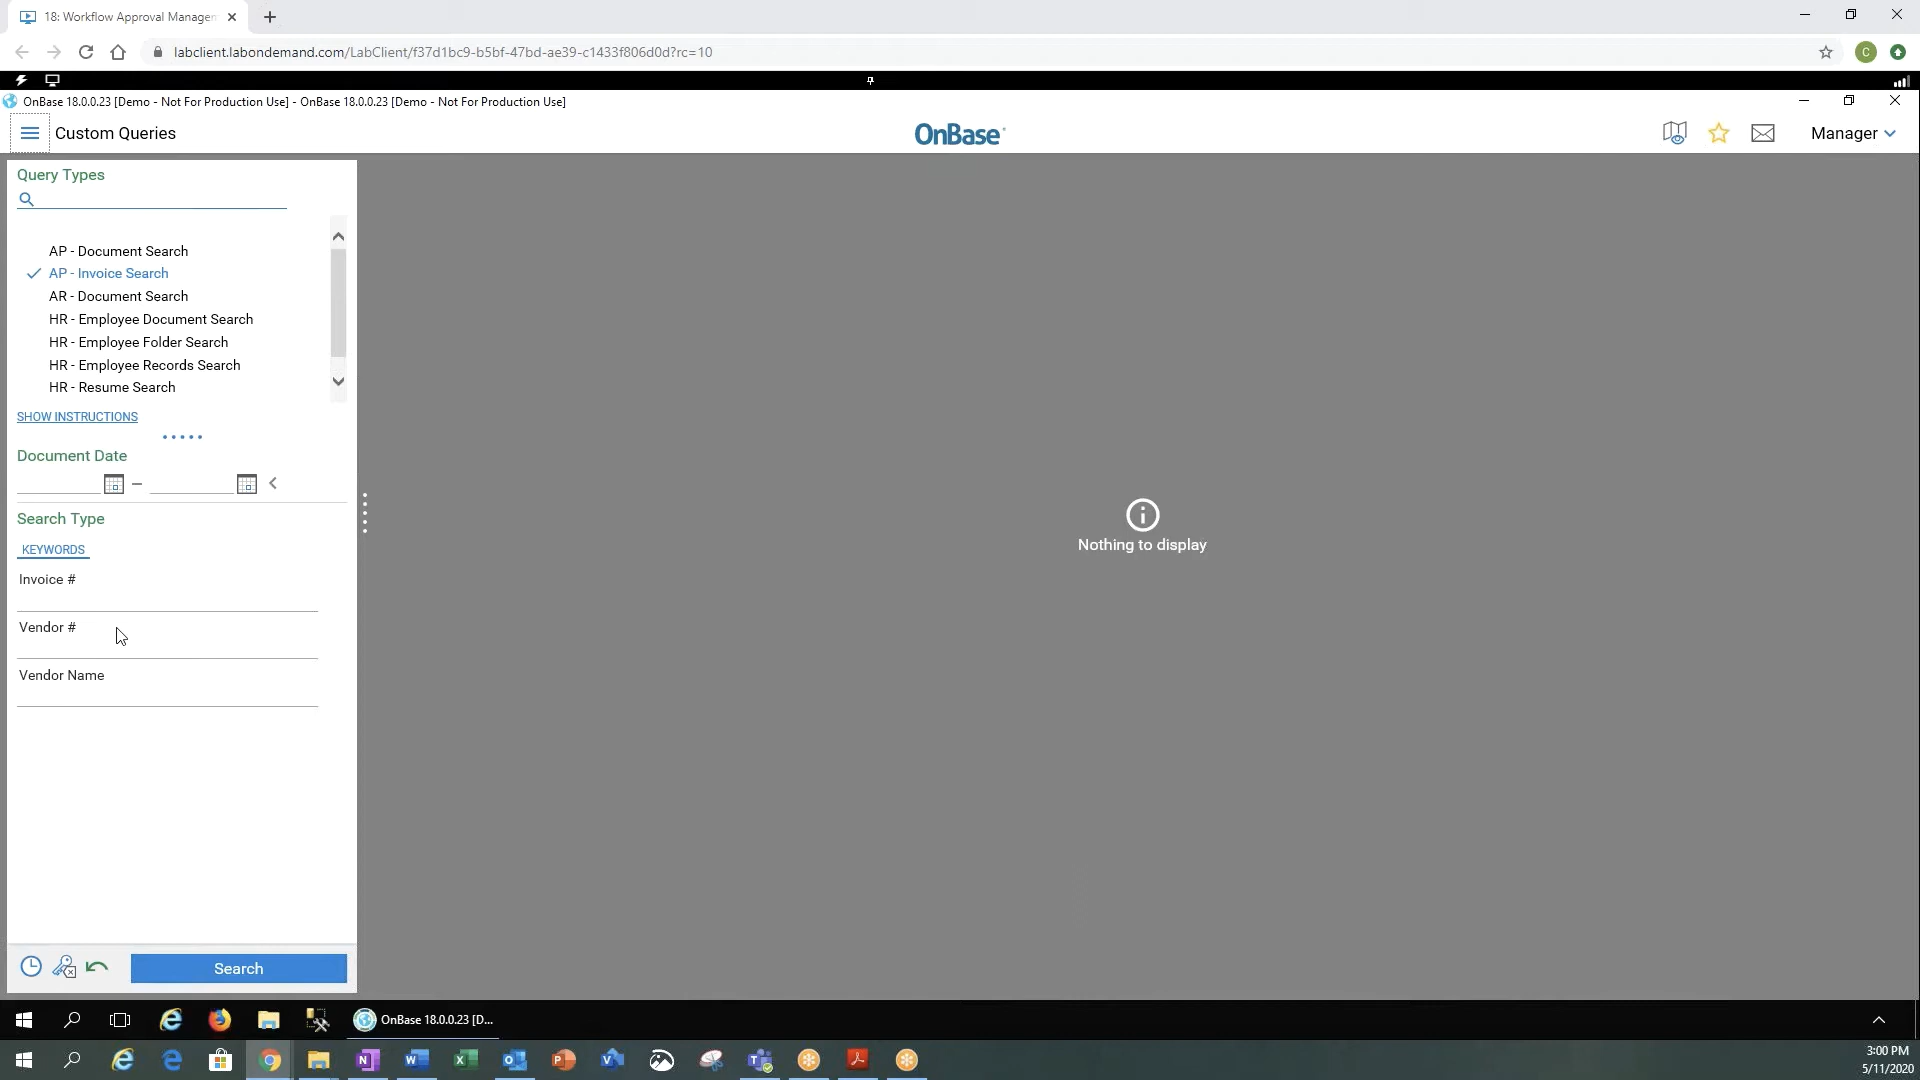 18: Workflow Approval Managem
labclient.labondemand.com/LabClient/f37d1bc9-b5bf-47bd-ae39-c1433f806d0d?rc=10
C
OnBase 18.0.0.23 [Demo - Not For Production Use] - OnBase 18.0.0.23 [Demo - Not For Production Use]
Custom Queries
OnBase
Manager
Query Types
AP - Document Search
AP - Invoice Search
AR - Document Search
HR - Employee Document Search
HR - Employee Folder Search
HR - Employee Records Search
HR - Resume Search
SHOW INSTRUCTIONS
Document Date
Search Type
KEYWORDS
Invoice #
Vendor #
Vendor Name
Nothing to display
Search
OnBase 18.0.0.23 [D...
3:00 PM
5/11/2020